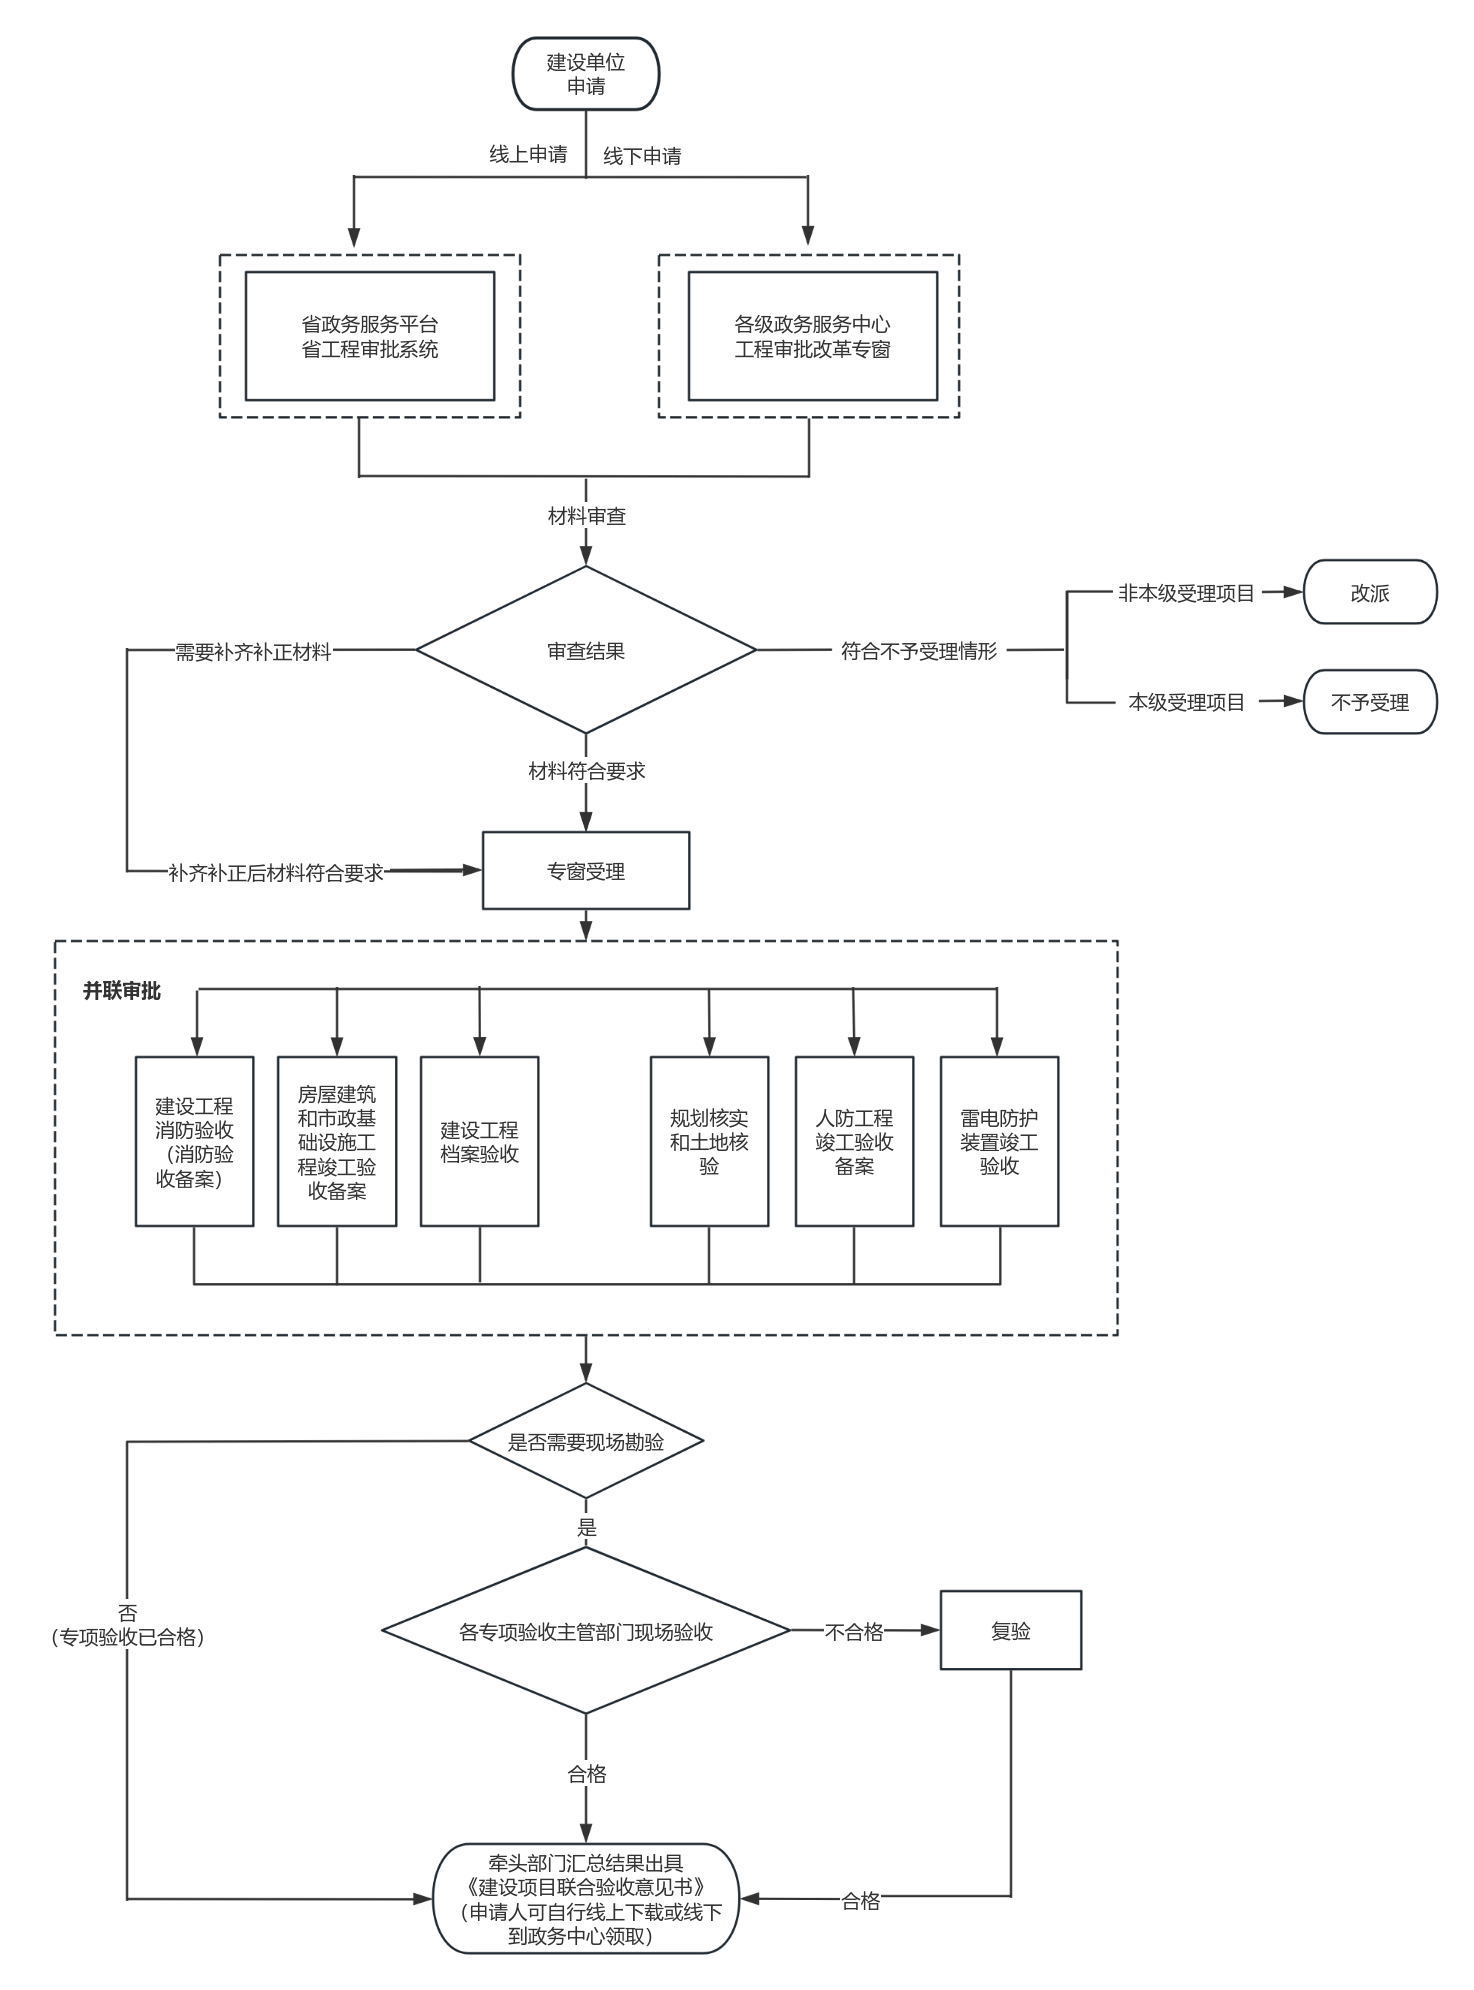 建设单位
申请
线上申请
线下申请
省政务服务平台
省工程审批系统
各级政务服务中心
工程审批改革专窗
材料审查
审查结果
需要补齐补正材料
符合不予受理情形
非本级受理项目
改派
本级受理项目
不予受理
材料符合要求
补齐补正后材料符合要求
专窗受理
并联审批
建设工程
消防验收
（消防验
收备案）
房屋建筑
和市政基
础设施工
程竣工验
收备案
建设工程
档案验收
规划核实
和土地核
验
人防工程
竣工验收
备案
雷电防护
装置竣工
验收
是否需要现场勘验
是
否
（专项验收已合格）
各专项验收主管部门现场验收
不合格
复验
合格
合格
牵头部门汇总结果出具
《建设项目联合验收意见书》
（申请人可自行线上下载或线下
到政务中心领取）